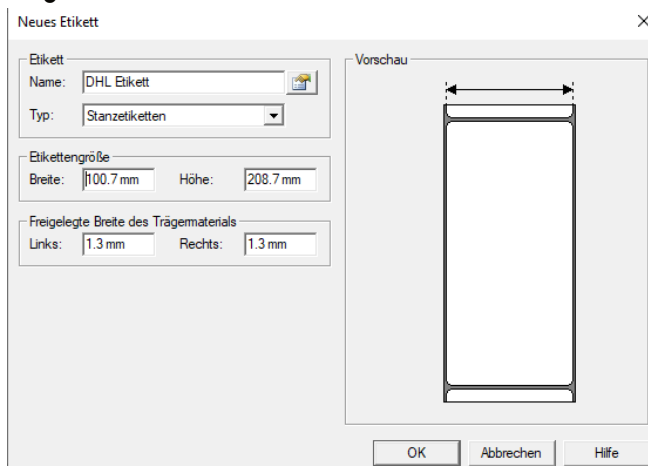 Neues Etikett
Etikett
Name: DHL Etikett
Typ: Stanzetiketten
Etikettengröße
Breite: 100.7 mm Höhe: 208.7 mm
Freigelegte Breite des Trägermaterials
Links: 1.3 mm Rechts: 1.3 mm
Vorschau
OK Abbrechen Hilfe